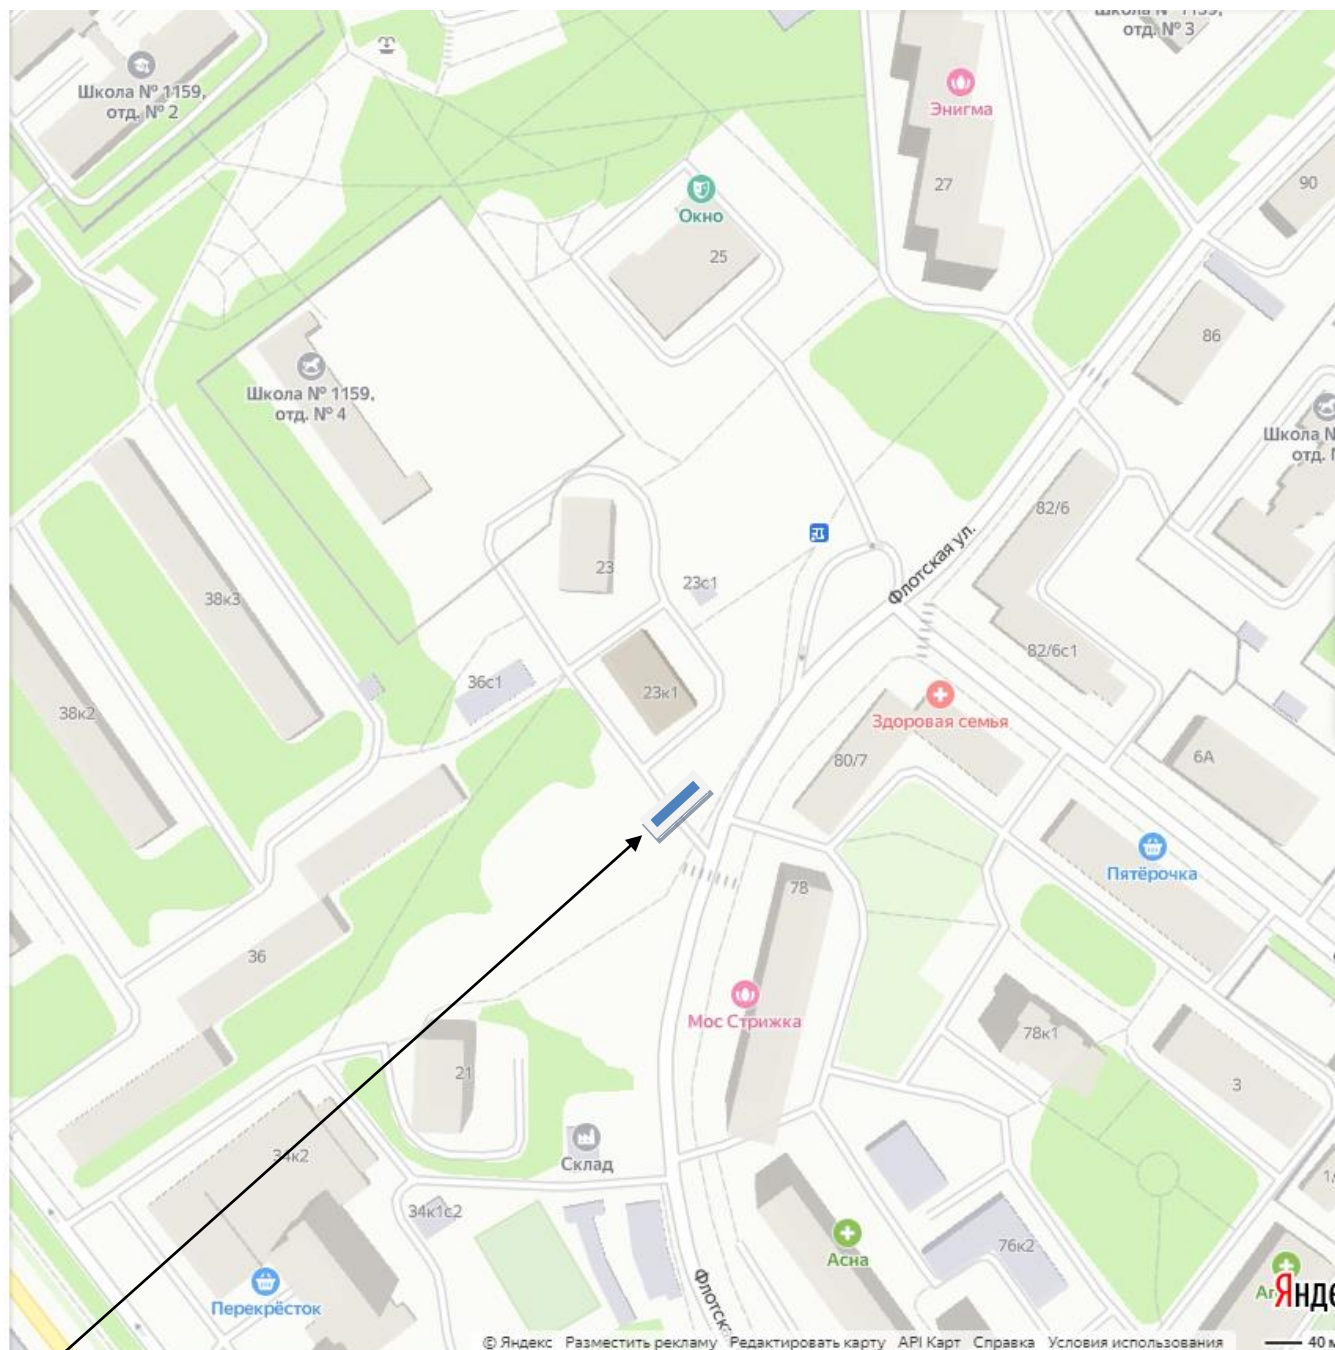 отд. № 3
Школа № 1159,
отд. № 2
Энигма
27
90
Окно
25
86
Школа № 1159,
отд. № 4
отд.
82/6
Флотская ул.
23
23с1
38к3
82/6с1
36с1
23к1
38к2
Здоровая семья
80/7
6А
Пятёрочка
78
36
Мос Стрижка
78к1
21
3
34к2
Склад
34к1с2
76к2
Асна
Перекрёсток
© Яндекс Разместить рекламу Редактировать карту API Карт Справка Условия использования
40 м